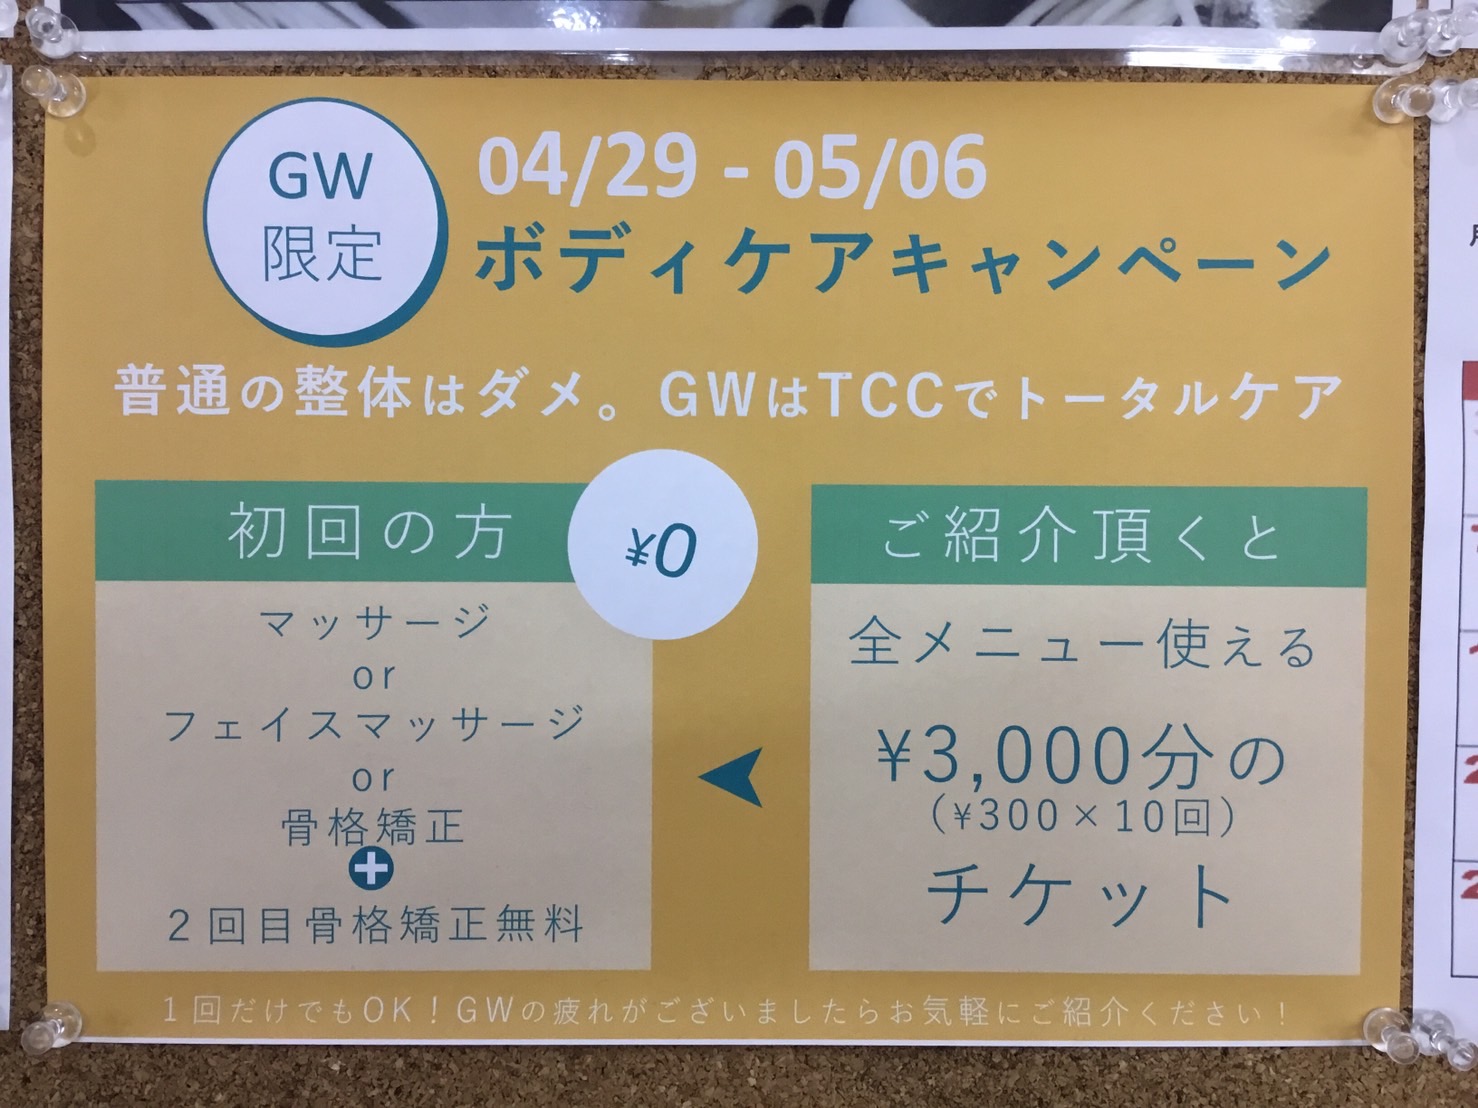 GW
限定
04/29 - 05/06
ボディケアキャンペーン
普通の整体はダメ。GWはTCCでトータルケア
初回の方
¥0
マッサージ
or
フェイスマッサージ
or
骨格矯正
+
2回目骨格矯正無料
ご紹介頂くと
全メニュー使える
¥3,000分の
（¥300×10回）
チケット
1回だけでもOK！GWの疲れがございましたらお気軽にご紹介ください！